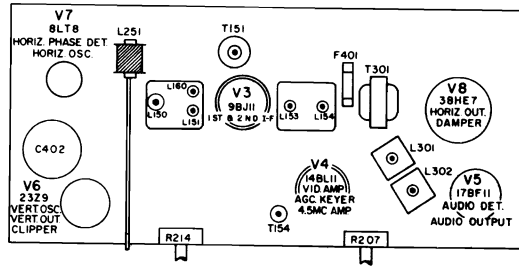 V7
8LT8
HORIZ. PHASE DET.
HORIZ. OSC.
L251
T151
F401
T301
V8
38HE7
HORIZ OUT.
DAMPER
L160
L150
L151
V3
9BJ11
1ST & 2ND I-F
L153
L154
C402
L301
L302
V6
23Z9
VERT OSC.
VERT OUT.
CLIPPER
V4
14BL11
VID. AMP
AGC. KEYER
4.5MC AMP
T154
V5
17BF11
AUDIO DET.
AUDIO OUTPUT
R214
R207